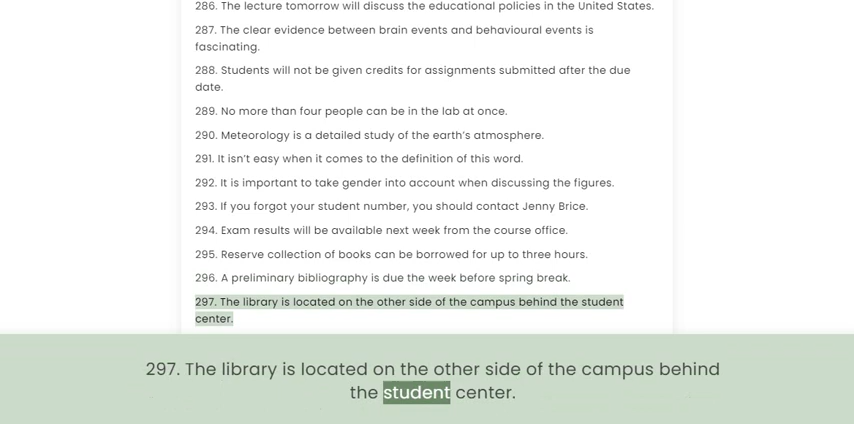 286. The lecture tomorrow will discuss the educational policies in the United States.
287. The clear evidence between brain events and behavioural events is
fascinating.
288. Students will not be given credits for assignments submitted after the due
date.
289. No more than four people can be in the lab at once.
290. Meteorology is a detailed study of the earth's atmosphere.
291. It isn't easy when it comes to the definition of this word.
292. It is important to take gender into account when discussing the figures.
293. If you forgot your student number, you should contact Jenny Brice.
294. Exam results will be available next week from the course office.
295. Reserve collection of books can be borrowed for up to three hours.
296. A preliminary bibliography is due the week before spring break.
297. The library is located on the other side of the campus behind the student
center.
297. The library is located on the other side of the campus behind
the student center.